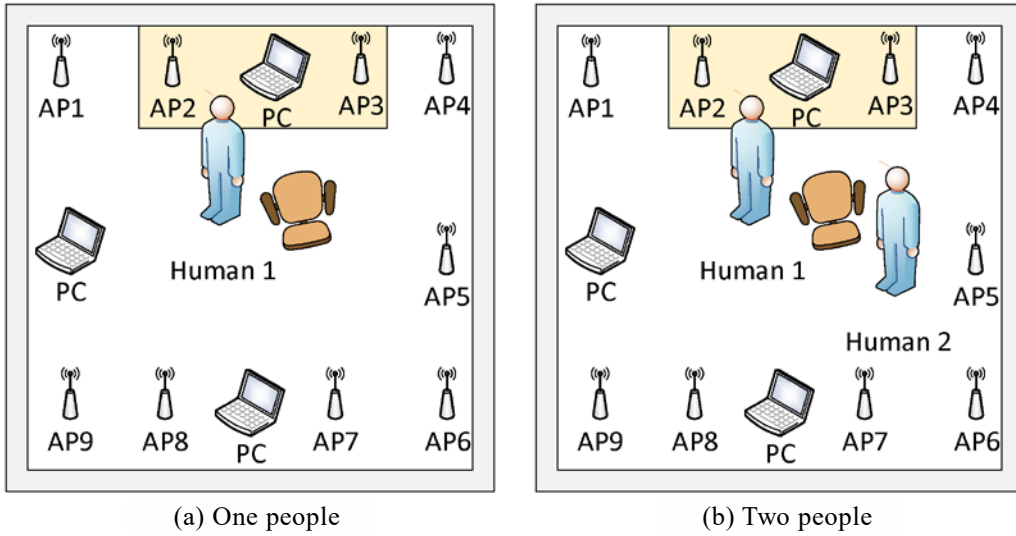 AP1
AP2
PC
AP3
AP4
PC
Human 1
AP5
AP9
AP8
PC
AP7
AP6
(a) One people
AP1
AP2
PC
AP3
AP4
PC
Human 1
AP5
Human 2
AP9
AP8
PC
AP7
AP6
(b) Two people